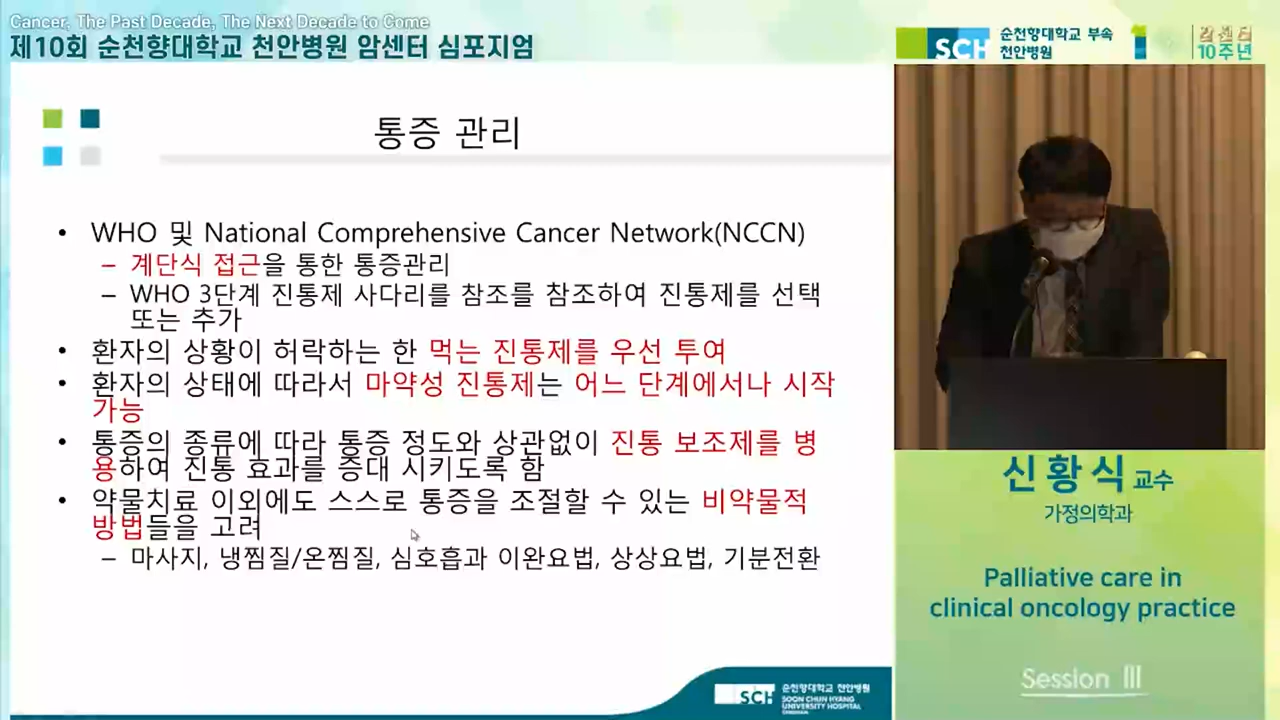 Cancer, The Past Decade, The Next Decade to Come
제10회 순천향대학교 천안병원 암센터 심포지엄
SCH
순천향대학교 부속
천안병원
암센터
10주년
통증 관리
• WHO 및 National Comprehensive Cancer Network(NCCN)
– 계단식 접근을 통한 통증관리
– WHO 3단계 진통제 사다리를 참조를 참조하여 진통제를 선택
또는 추가
• 환자의 상황이 허락하는 한 먹는 진통제를 우선 투여
• 환자의 상태에 따라서 마약성 진통제는 어느 단계에서나 시작
가능
• 통증의 종류에 따라 통증 정도와 상관없이 진통 보조제를 병
용하여 진통 효과를 증대 시키도록 함
• 약물치료 이외에도 스스로 통증을 조절할 수 있는 비약물적
방법들을 고려
– 마사지, 냉찜질/온찜질, 심호흡과 이완요법, 상상요법, 기분전환
SCH
순천향대학교 천안병원
SOON CHUN HYANG
UNIVERSITY HOSPITAL
CHEONAN
신황식 교수
가정의학과
Palliative care in
clinical oncology practice
Session III